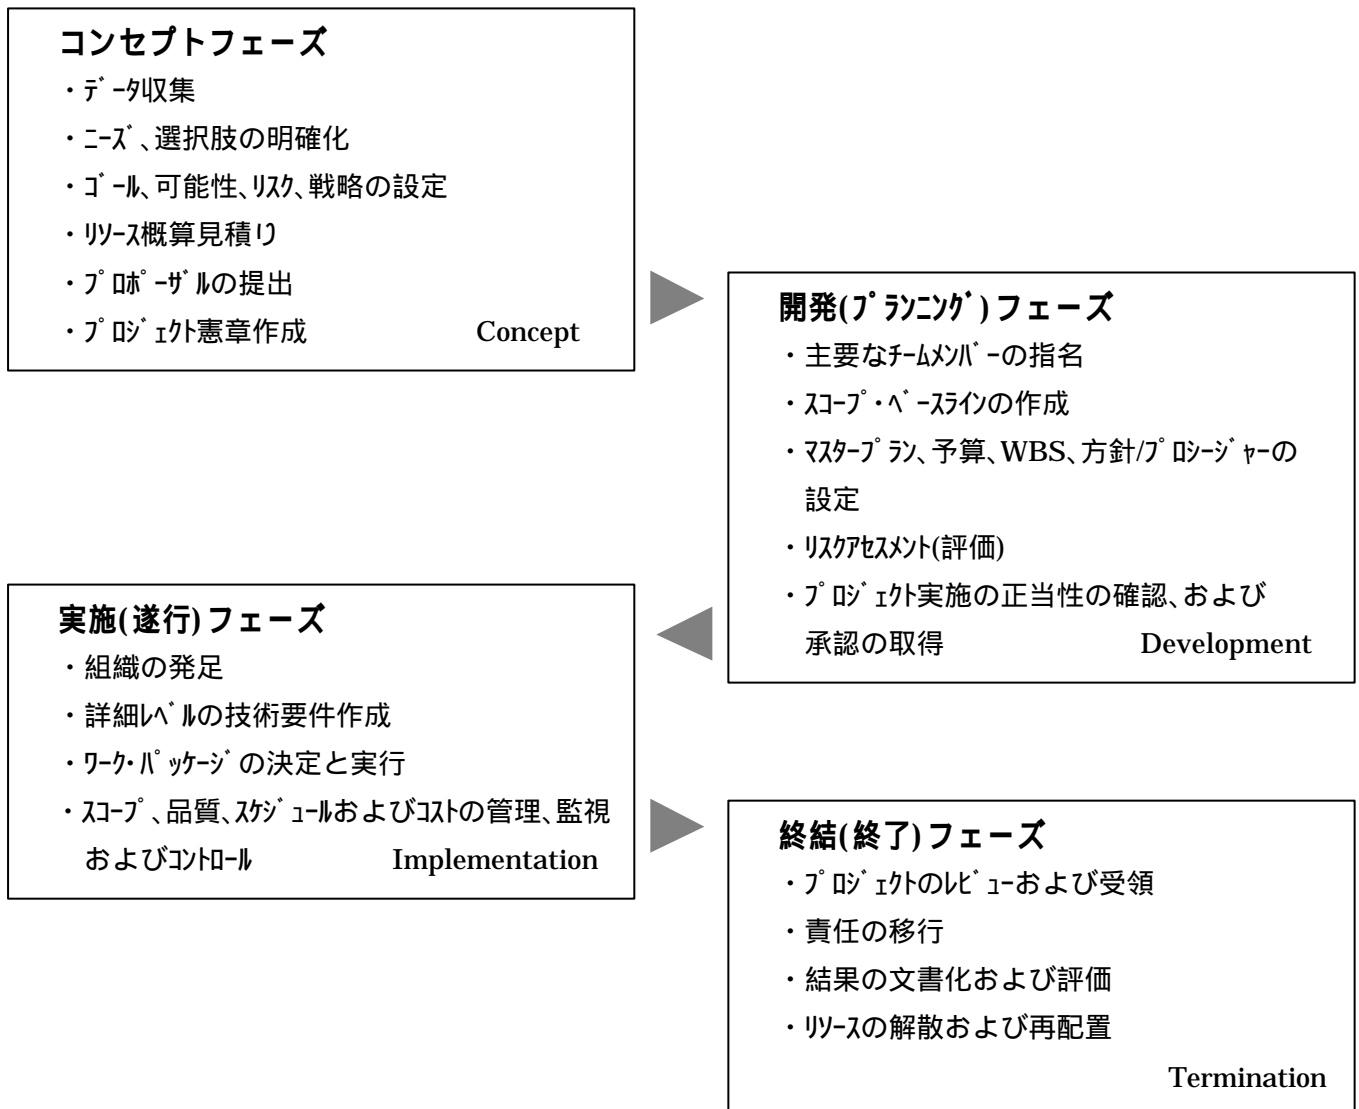 コンセプトフェーズ
・ﾃﾞｰﾀ収集
・ﾆｰｽﾞ、選択肢の明確化
・ｺﾞｰﾙ、可能性、ﾘｽｸ、戦略の設定
・ﾘｿｰｽ概算見積り
・ﾌﾟﾛﾎﾟｰｻﾞﾙの提出
・ﾌﾟﾛｼﾞｪｸﾄ憲章作成 Concept
開発(ﾌﾟﾗﾝﾆﾝｸﾞ)フェーズ
・主要なﾁｰﾑﾒﾝﾊﾞｰの指名
・ｽｺｰﾌﾟ・ﾍﾞｰｽﾗｲﾝの作成
・ﾏｽﾀｰﾌﾟﾗﾝ、予算、WBS、方針/ﾌﾟﾛｼｰｼﾞｬｰの
設定
・ﾘｽｸｱｾｽﾒﾝﾄ(評価)
・ﾌﾟﾛｼﾞｪｸﾄ実施の正当性の確認、および
承認の取得 Development
実施(遂行)フェーズ
・組織の発足
・詳細ﾚﾍﾞﾙの技術要件作成
・ﾜｰｸ・ﾊﾟｯｹｰｼﾞの決定と実行
・ｽｺｰﾌﾟ、品質、ｽｹｼﾞｭｰﾙおよびｺｽﾄの管理、監視
およびｺﾝﾄﾛｰﾙ Implementation
終結(終了)フェーズ
・ﾌﾟﾛｼﾞｪｸﾄのﾚﾋﾞｭｰおよび受領
・責任の移行
・結果の文書化および評価
・ﾘｿｰｽの解散および再配置
Termination